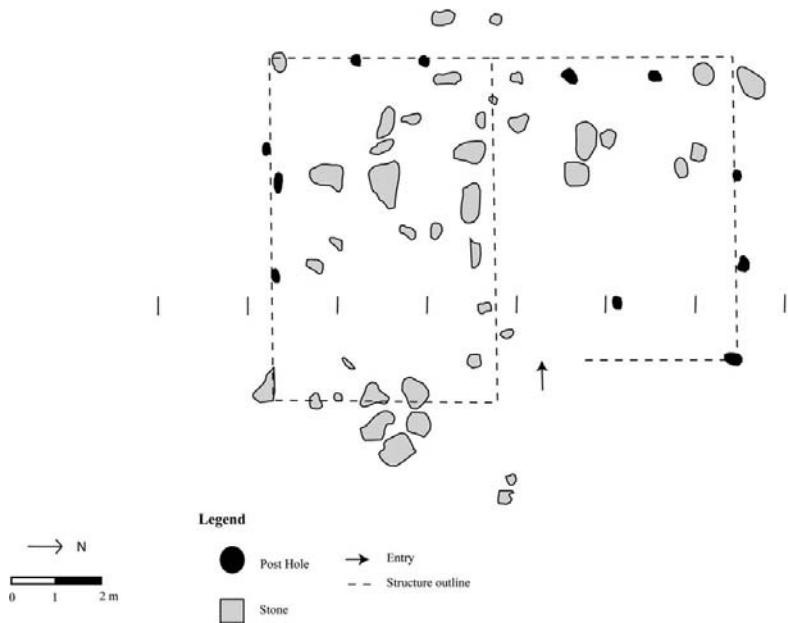 N
0 1 2 m
Legend
Post Hole
Entry
Structure outline
Stone